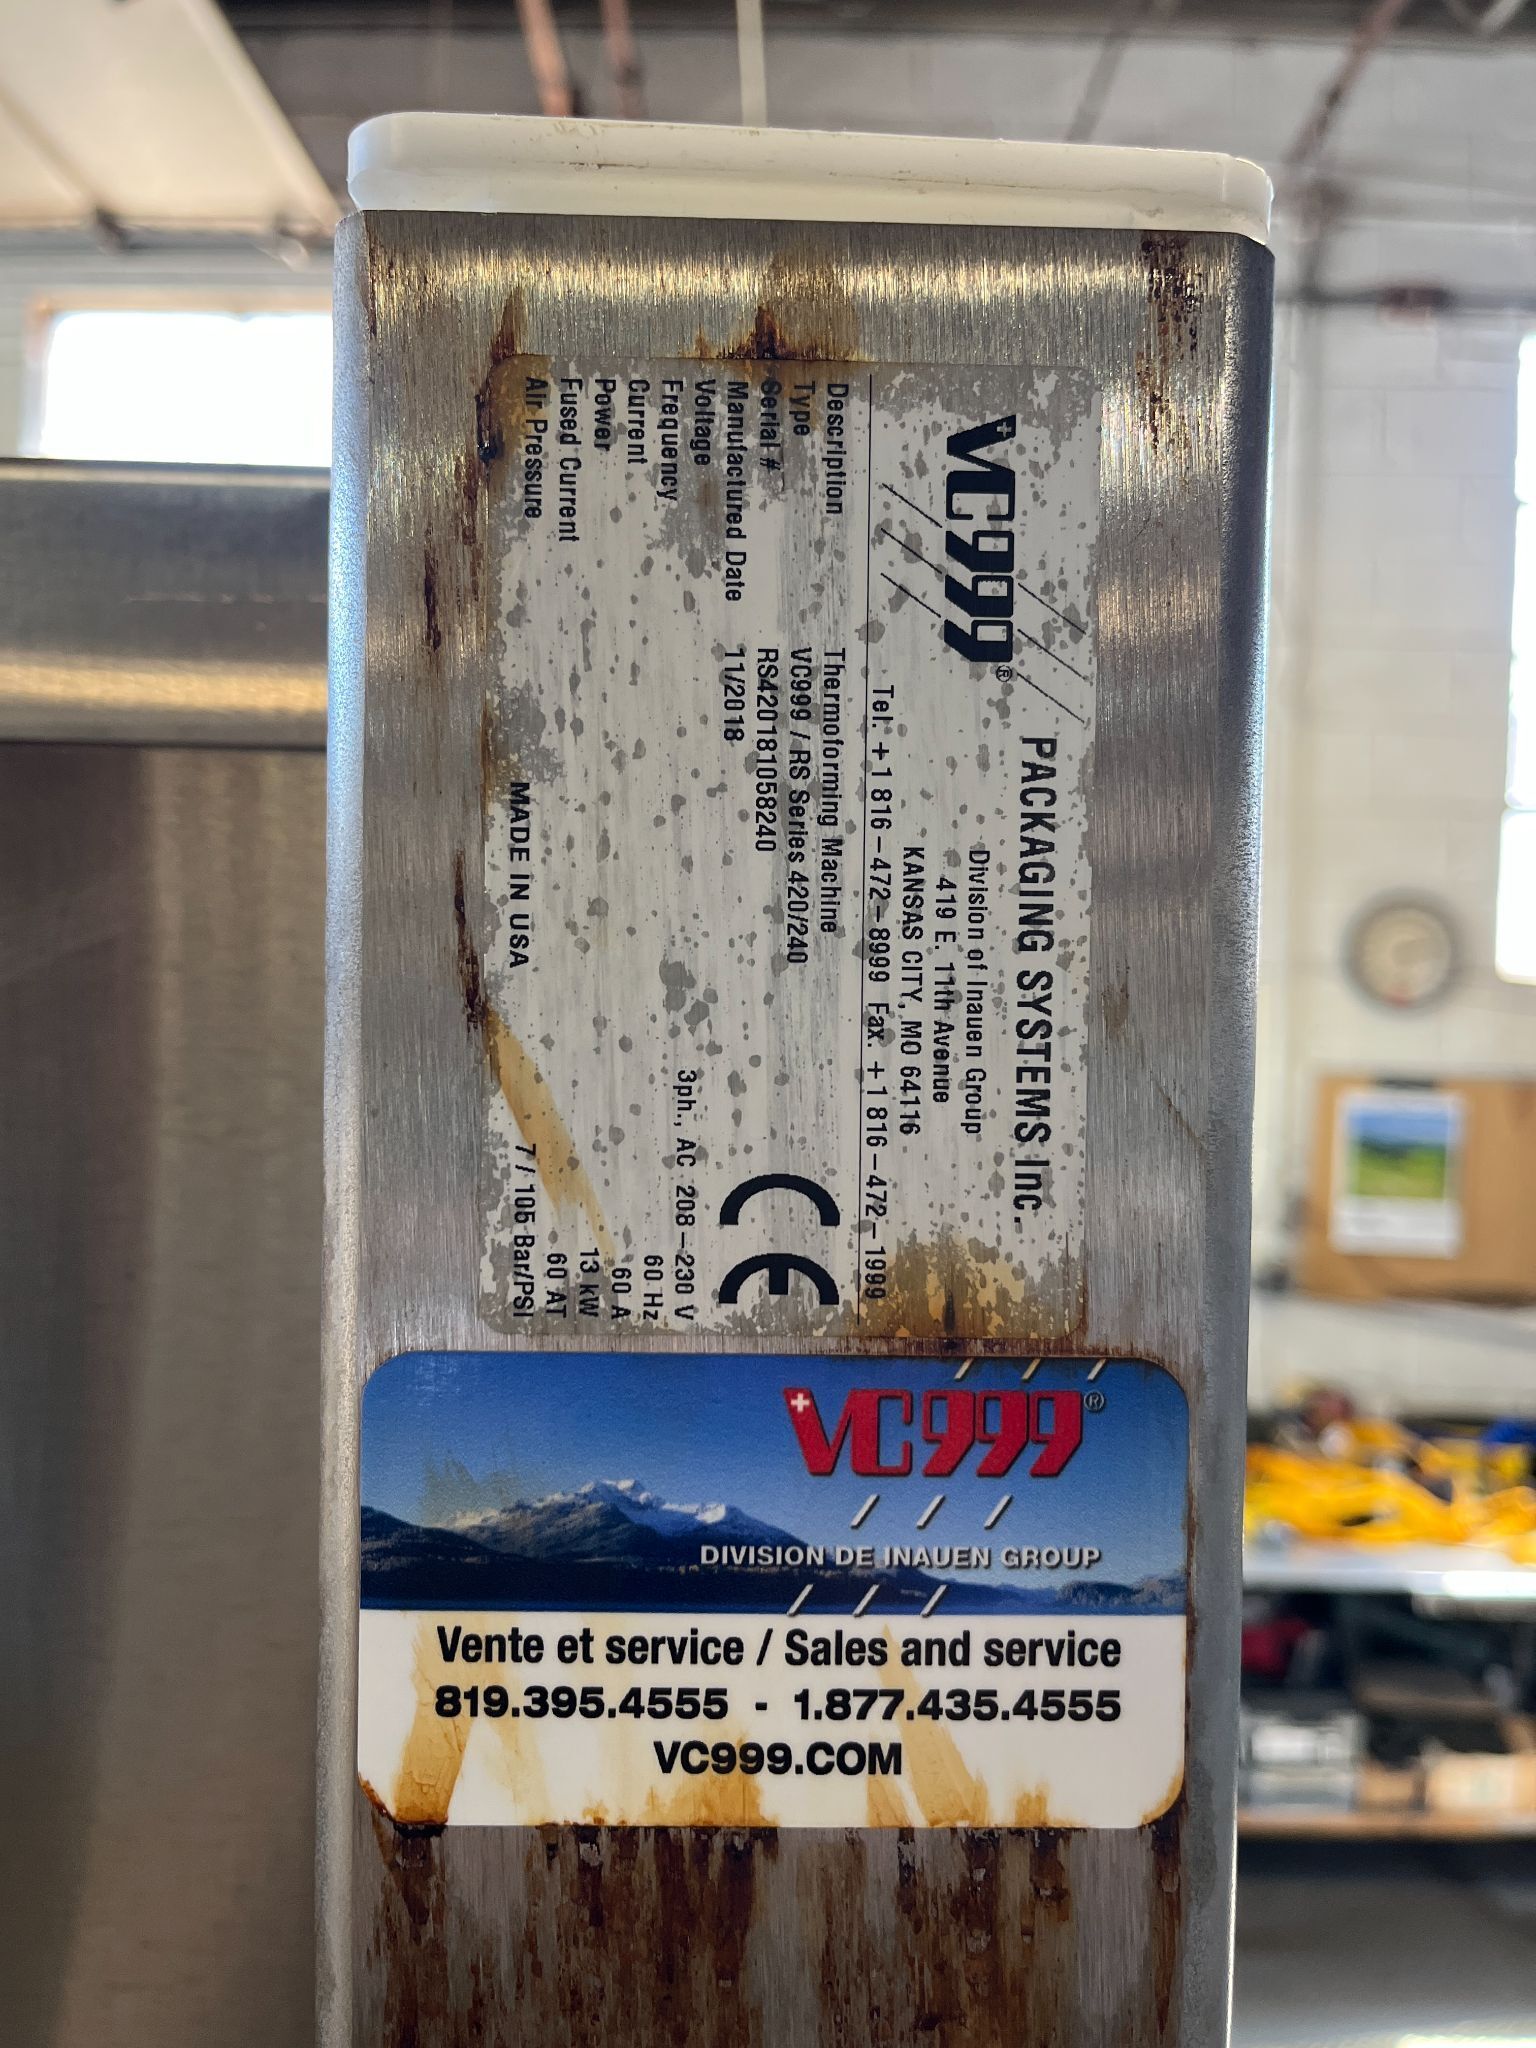 VC999®
PACKAGING SYSTEMS Inc.
Division of Inauen Group
419 E. 11th Avenue
KANSAS CITY, MO 64116
Tel. +1 816-472-8999 Fax. +1 816-472-1999
Description Thermoforming Machine
Type VC999 / RS Series 420/240
Serial # RS420181058240
Manufactured Date 11/2018
CE
Voltage 3ph., AC 208-230 V
Frequency 60 Hz
Current 60 A
Power 13 kW
Fused Current 60 AT
Air Pressure MADE IN USA 7 / 105 Bar/PSI
VC999®
DIVISION DE INAUEN GROUP
Vente et service / Sales and service
819.395.4555 - 1.877.435.4555
VC999.COM